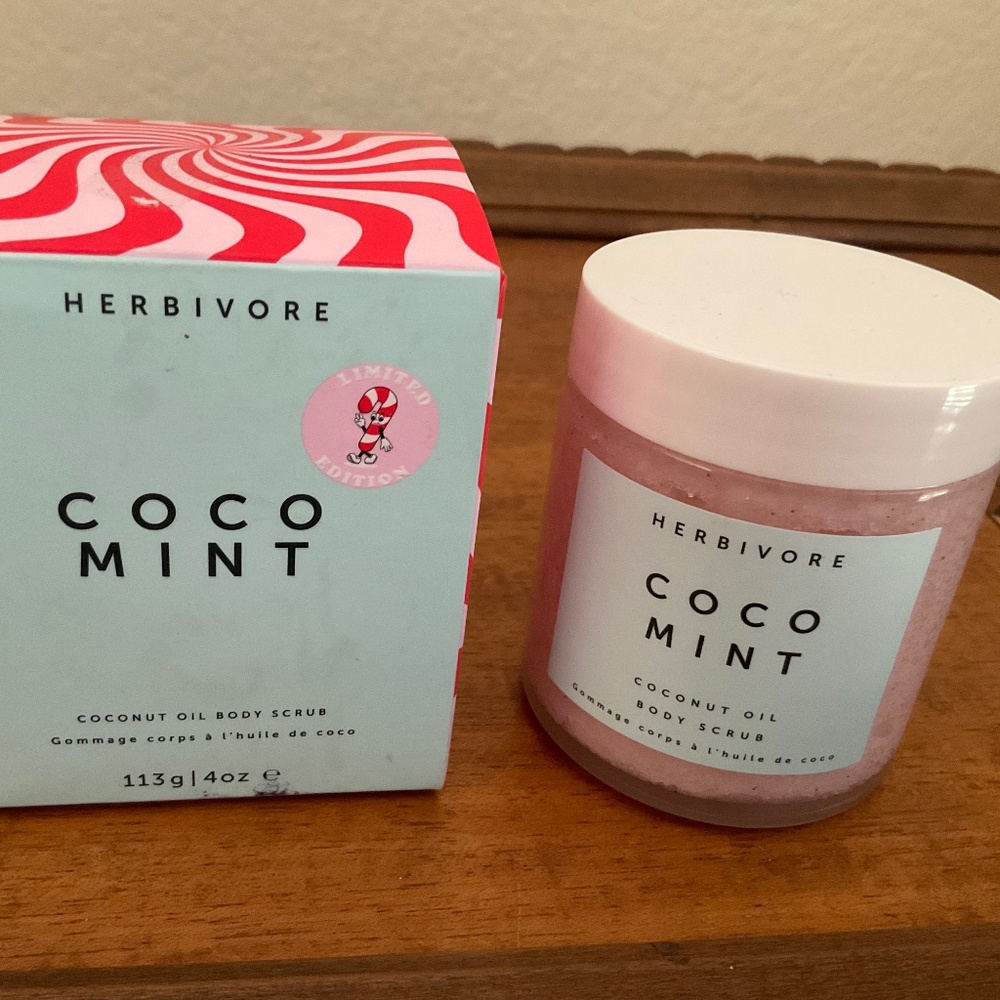 HERBIVORE
LIMITED
EDITION
COCO
MINT
COCONUT OIL BODY SCRUB
Gommage corps à l'huile de coco
113g|4oz ℮
HERBIVORE
COCO
MINT
COCONUT OIL
BODY SCRUB
Gommage corps à l'huile de coco